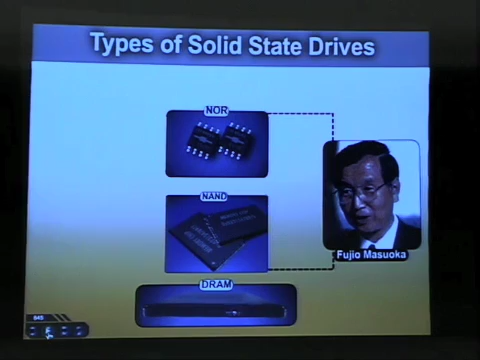 Types of Solid State Drives
NOR
NAND
Fujio Masuoka
DRAM